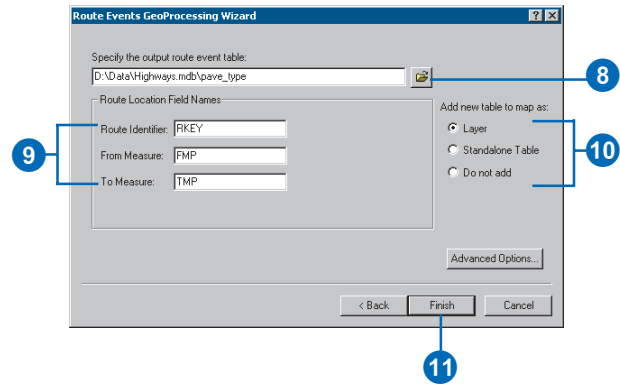 Route Events GeoProcessing Wizard
Specify the output route event table:
D:\Data\Highways.mdb\pave_type
8
Route Location Field Names
Add new table to map as:
9
Route Identifier: RKEY
Layer
From Measure: FMP
Standalone Table
10
To Measure: TMP
Do not add
Advanced Options...
< Back
Finish
Cancel
11